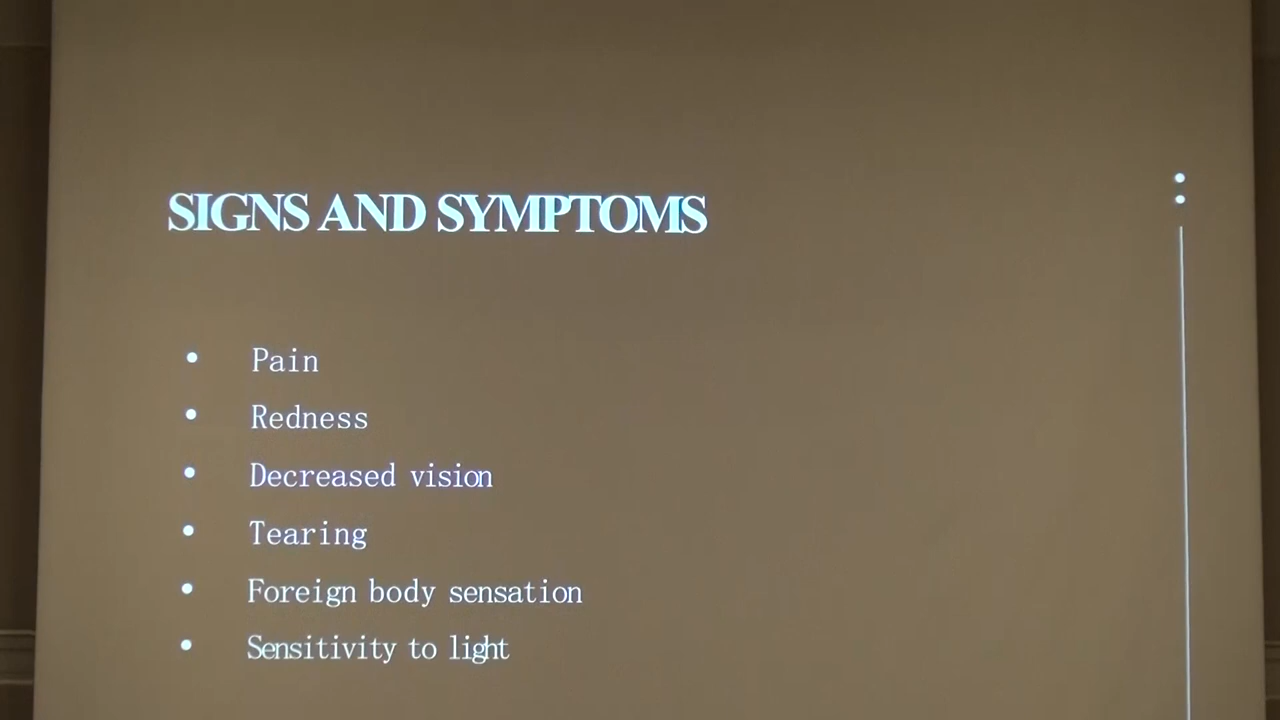 SIGNS AND SYMPTOMS
• Pain
• Redness
• Decreased vision
• Tearing
• Foreign body sensation
• Sensitivity to light